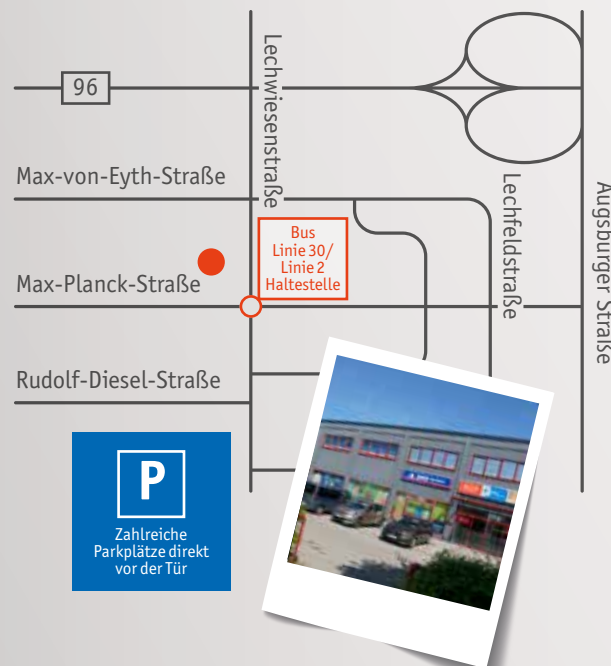 96
Lechwiesenstraße
Max-von-Eyth-Straße
Lechfeldstraße
Augsburger Straße
Bus
Linie 30/
Linie 2
Haltestelle
Max-Planck-Straße
Rudolf-Diesel-Straße
P
Zahlreiche
Parkplätze direkt
vor der Tür